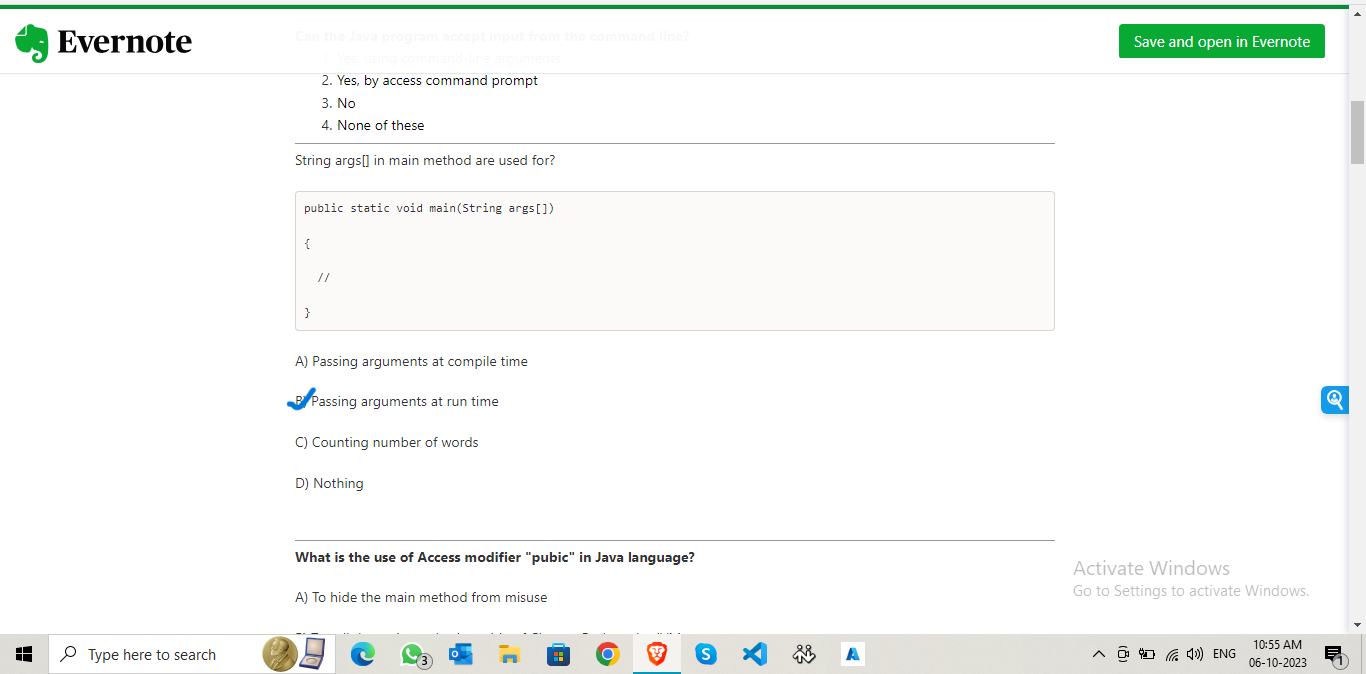 Evernote
Can the Java program accept input from the command line?
1. Yes, using command-line arguments
Save and open in Evernote
2. Yes, by access command prompt
3. No
4. None of these
String args[] in main method are used for?
public static void main(String args[])
{
//
}
A) Passing arguments at compile time
B) Passing arguments at run time
C) Counting number of words
D) Nothing
What is the use of Access modifier "pubic" in Java language?
A) To hide the main method from misuse
Activate Windows
Go to Settings to activate Windows.
Type here to search
3
ENG
10:55 AM
06-10-2023
1